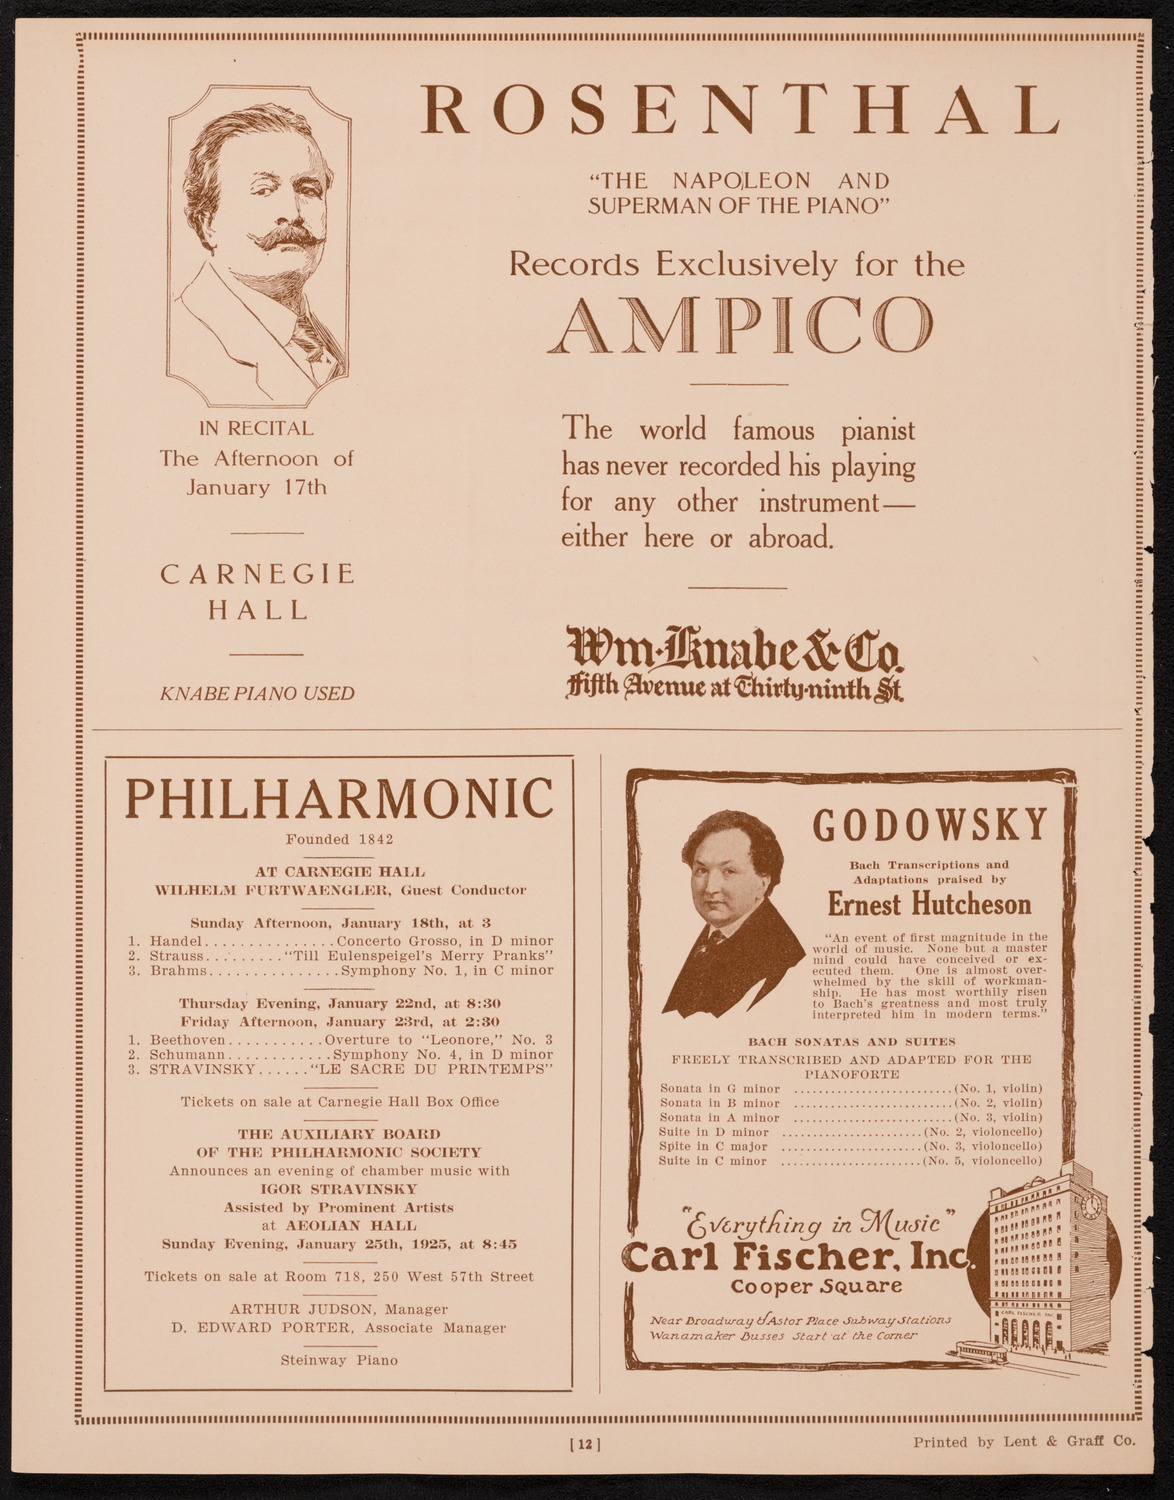 ROSENTHAL
"THE NAPOLEON AND
SUPERMAN OF THE PIANO"
Records Exclusively for the
AMPICO
The world famous pianist
has never recorded his playing
for any other instrument—
either here or abroad.
Wm. Knabe & Co.
Fifth Avenue at Thirty-ninth St.
IN RECITAL
The Afternoon of
January 17th
CARNEGIE
HALL
KNABE PIANO USED
PHILHARMONIC
Founded 1842
AT CARNEGIE HALL
WILHELM FURTWAENGLER, Guest Conductor
Sunday Afternoon, January 18th, at 3
1. Handel...............Concerto Grosso, in D minor
2. Strauss.........."Till Eulenspeigel's Merry Pranks"
3. Brahms...............Symphony No. 1, in C minor
Thursday Evening, January 22nd, at 8:30
Friday Afternoon, January 23rd, at 2:30
1. Beethoven...........Overture to "Leonore," No. 3
2. Schumann............Symphony No. 4, in D minor
3. STRAVINSKY......"LE SACRE DU PRINTEMPS"
Tickets on sale at Carnegie Hall Box Office
THE AUXILIARY BOARD
OF THE PHILHARMONIC SOCIETY
Announces an evening of chamber music with
IGOR STRAVINSKY
Assisted by Prominent Artists
at AEOLIAN HALL
Sunday Evening, January 25th, 1925, at 8:45
Tickets on sale at Room 718, 250 West 57th Street
ARTHUR JUDSON, Manager
D. EDWARD PORTER, Associate Manager
Steinway Piano
GODOWSKY
Bach Transcriptions and
Adaptations praised by
Ernest Hutcheson
"An event of first magnitude in the
world of music. None but a master
mind could have conceived or ex-
ecuted them. One is almost over-
whelmed by the skill of workman-
ship. He has most worthily risen
to Bach's greatness and most truly
interpreted him in modern terms."
BACH SONATAS AND SUITES
FREELY TRANSCRIBED AND ADAPTED FOR THE
PIANOFORTE
Sonata in G minor ......................(No. 1, violin)
Sonata in B minor ......................(No. 2, violin)
Sonata in A minor ......................(No. 3, violin)
Suite in D minor ....................(No. 2, violoncello)
Spite in C major ....................(No. 3, violoncello)
Suite in C minor ....................(No. 5, violoncello)
"Everything in Music"
Carl Fischer, Inc.
Cooper Square
Near Broadway & Astor Place Subway Stations
Wanamaker Busses Start at the Corner
CARL FISCHER INC
[ 12 ]
Printed by Lent & Graff Co.